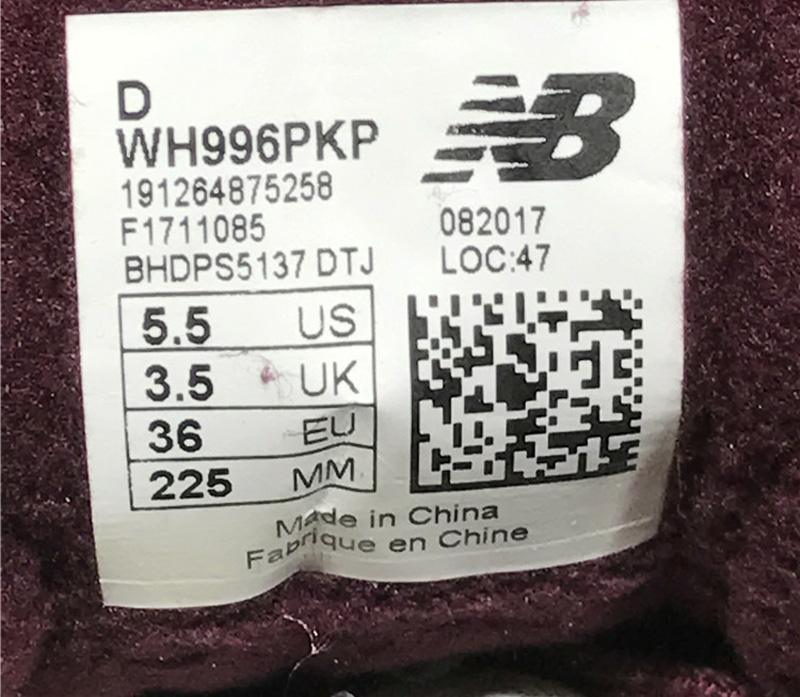 D
WH996PKP
191264875258
F1711085
BHDPS5137 DTJ
NB
082017
LOC:47
5.5 US
3.5 UK
36 EU
225 MM
Made in China
Fabrique en Chine